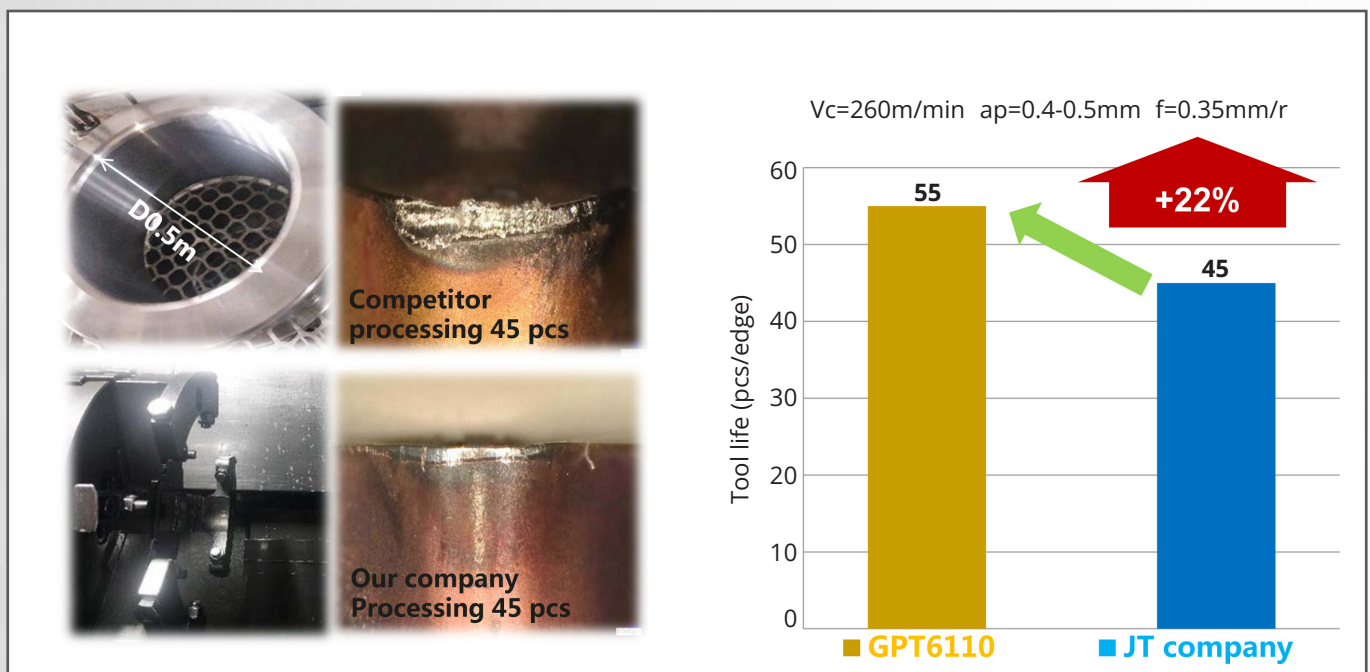 D0.5m
Competitor
processing 45 pcs
Our company
Processing 45 pcs
Vc=260m/min ap=0.4-0.5mm f=0.35mm/r
+22%
60
50
40
30
20
10
0
Tool life (pcs/edge)
55
45
GPT6110
JT company